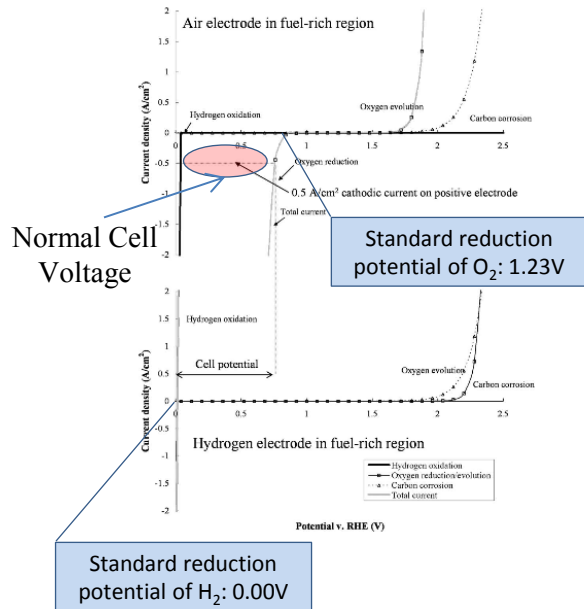 Air electrode in fuel-rich region
2
1.5
1
0.5
0
-0.5
-1
-1.5
-2
Current density (A/cm²)
Hydrogen oxidation
Oxygen evolution
Carbon corrosion
0 0.5 1 1.5 2 2.5
Oxygen reduction
0.5 A/cm² cathodic current on positive electrode
Total current
Normal Cell
Voltage
Standard reduction
potential of O₂: 1.23V
2
1.5
1
0.5
0
-0.5
-1
-1.5
-2
Current density (A/cm²)
Hydrogen oxidation
Cell potential
Oxygen evolution
Carbon corrosion
0 0.5 1 1.5 2 2.5
Hydrogen electrode in fuel-rich region
Hydrogen oxidation
Oxygen reduction/evolution
Carbon corrosion
Total current
Potential v. RHE (V)
Standard reduction
potential of H₂: 0.00V